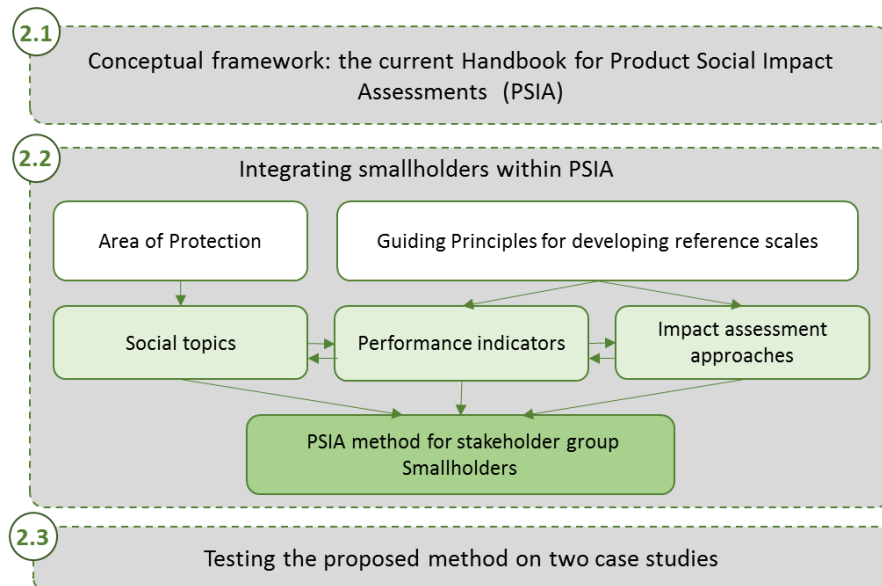 2.1
Conceptual framework: the current Handbook for Product Social Impact
Assessments (PSIA)
2.2
Integrating smallholders within PSIA
Area of Protection
Guiding Principles for developing reference scales
Social topics
Performance indicators
Impact assessment
approaches
PSIA method for stakeholder group
Smallholders
2.3
Testing the proposed method on two case studies